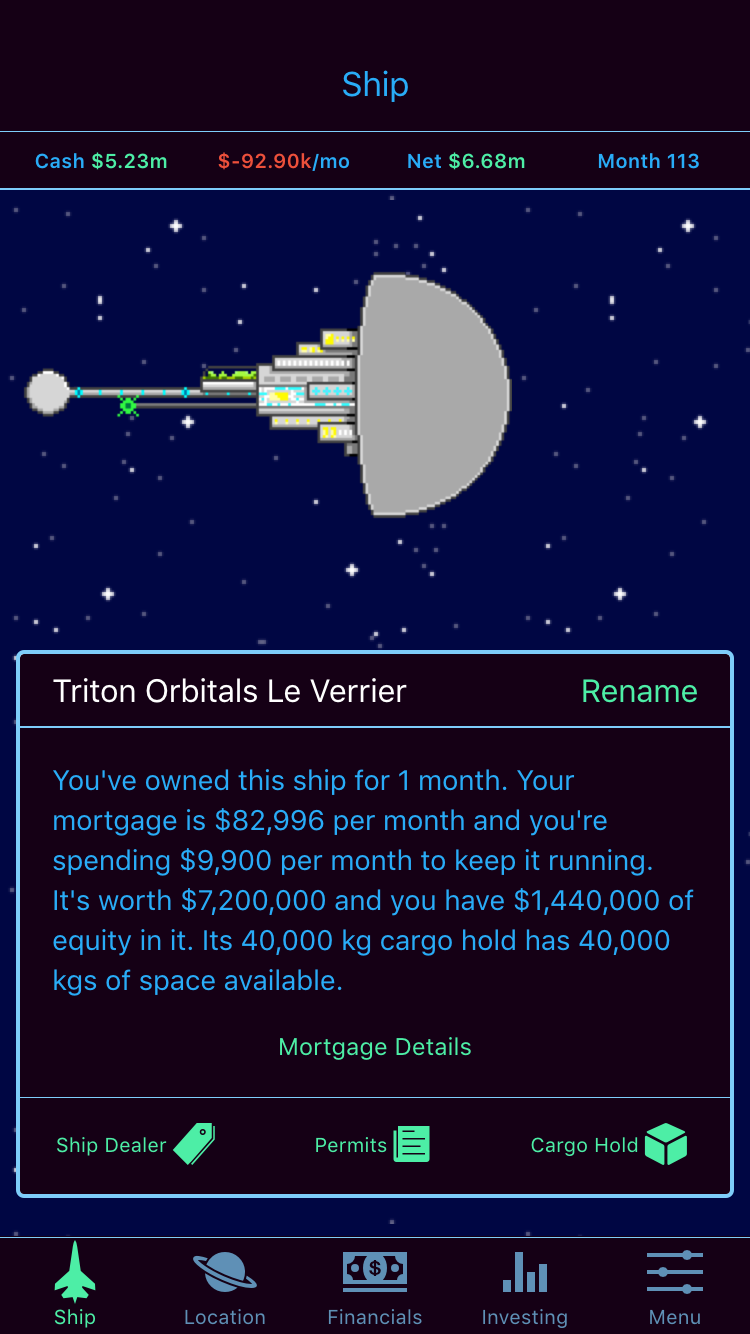 Ship
Cash $5.23mm $-92.90k/mo Net $6.68m Month 113
Triton Orbitals Le Verrier Rename
You've owned this ship for 1 month. Your
mortgage is $82,996 per month and you're
spending $9,900 per month to keep it running.
It's worth $7,200,000 and you have $1,440,000 of
equity in it. Its 40,000 kg cargo hold has 40,000
kgs of space available.
Mortgage Details
Ship Dealer Permits Cargo Hold
Ship Location Financials Investing Menu